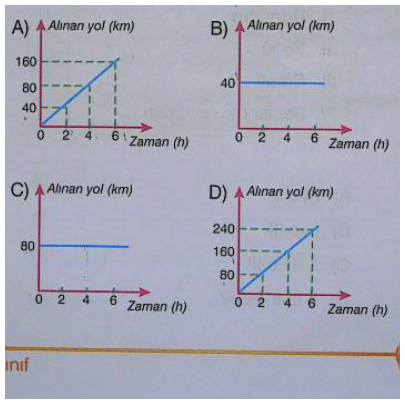 A) Alınan yol (km)
160
80
40
0 2 4 6 Zaman (h)
B) Alınan yol (km)
40
0 2 4 6
Zaman (h)
C) Alınan yol (km)
80
0 2 4 6
Zaman (h)
D) Alınan yol (km)
240
160
80
0 2 4 6
Zaman (h)
ınıf